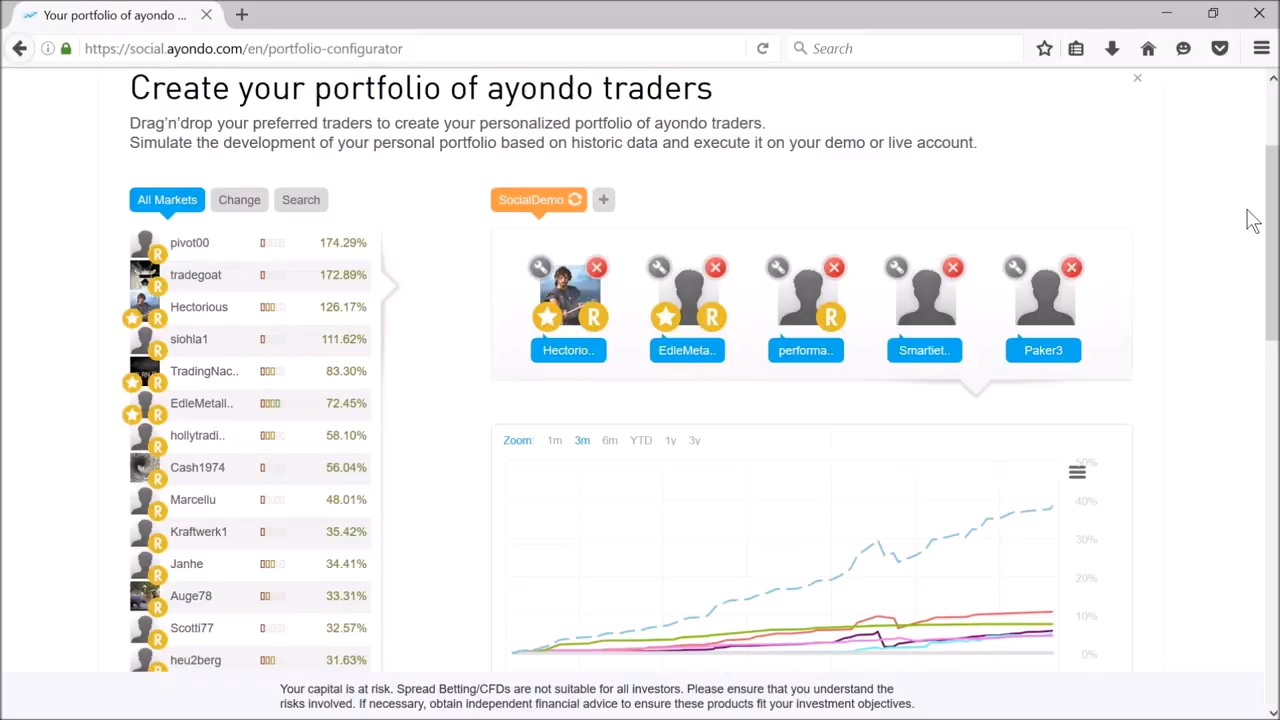 Your portfolio of ayondo ...
https://social.ayondo.com/en/portfolio-configurator
Search
Create your portfolio of ayondo traders
Drag'n'drop your preferred traders to create your personalized portfolio of ayondo traders.
Simulate the development of your personal portfolio based on historic data and execute it on your demo or live account.
All Markets Change Search
SocialDemo +
pivot00 174.29%
R
tradegoat 172.89%
R
Hectorious 126.17%
R
siohla1 111.62%
R
TradingNac.. 83.30%
R
EdleMetall.. 72.45%
R
hollytradi.. 58.10%
R
Cash1974 56.04%
R
Marcellu 48.01%
R
Kraftwerk1 35.42%
R
Janhe 34.41%
R
Auge78 33.31%
R
Scotti77 32.57%
R
heu2berg 31.63%
R R R
Hectorio.. EdleMeta.. performa.. Smartiet.. Paker3
Zoom: 1m 3m 6m YTD 1y 3y
50%
40%
30%
20%
10%
0%
Your capital is at risk. Spread Betting/CFDs are not suitable for all investors. Please ensure that you understand the
risks involved. If necessary, obtain independent financial advice to ensure these products fit your investment objectives.